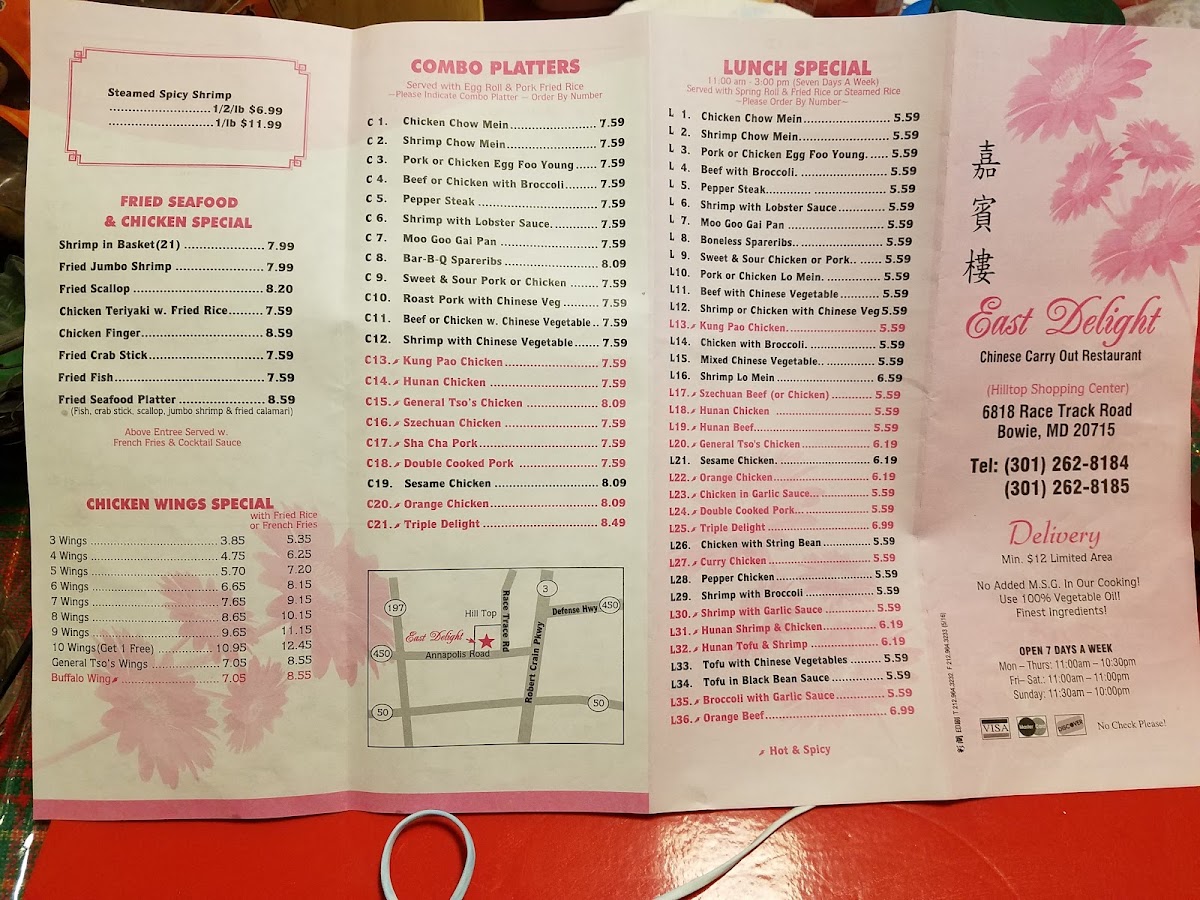 Steamed Spicy Shrimp
........................ 1/2/lb $6.99
........................ 1/lb $11.99
FRIED SEAFOOD
& CHICKEN SPECIAL
Shrimp in Basket(21) ................. 7.99
Fried Jumbo Shrimp ................... 7.99
Fried Scallop ............................. 8.20
Chicken Teriyaki w. Fried Rice........ 7.59
Chicken Finger............................ 8.59
Fried Crab Stick.......................... 7.59
Fried Fish.................................. 7.59
Fried Seafood Platter ................... 8.59
(Fish, crab stick, scallop, jumbo shrimp & fried calamari)
Above Entree Served w.
French Fries & Cocktail Sauce
CHICKEN WINGS SPECIAL
with Fried Rice
or French Fries
3 Wings .......................... 3.85 5.35
4 Wings .......................... 4.75 6.25
5 Wings .......................... 5.70 7.20
6 Wings .......................... 6.65 8.15
7 Wings .......................... 7.65 9.15
8 Wings .......................... 8.65 10.15
9 Wings .......................... 9.65 11.15
10 Wings(Get 1 Free) ............ 10.95 12.45
General Tso's Wings ............. 7.05 8.55
Buffalo Wing ..................... 7.05 8.55
COMBO PLATTERS
Served with Egg Roll & Pork Fried Rice
~Please Indicate Combo Platter ~ Order By Number
C 1. Chicken Chow Mein.................... 7.59
C 2. Shrimp Chow Mein..................... 7.59
C 3. Pork or Chicken Egg Foo Young..... 7.59
C 4. Beef or Chicken with Broccoli........ 7.59
C 5. Pepper Steak ........................... 7.59
C 6. Shrimp with Lobster Sauce........... 7.59
C 7. Moo Goo Gai Pan ...................... 7.59
C 8. Bar-B-Q Spareribs ..................... 8.09
C 9. Sweet & Sour Pork or Chicken ...... 7.59
C10. Roast Pork with Chinese Veg ........ 7.59
C11. Beef or Chicken w. Chinese Vegetable .. 7.59
C12. Shrimp with Chinese Vegetable...... 7.59
C13. Kung Pao Chicken..................... 7.59
C14. Hunan Chicken ........................ 7.59
C15. General Tso's Chicken ................ 8.09
C16. Szechuan Chicken ..................... 7.59
C17. Sha Cha Pork........................... 7.59
C18. Double Cooked Pork .................. 7.59
C19. Sesame Chicken ....................... 8.09
C20. Orange Chicken........................ 8.09
C21. Triple Delight .......................... 8.49
197
450
50
Hill Top
East Delight
Annapolis Road
Race Trace Rd
3
Defense Hwy
450
Robert Crain Pkwy
50
LUNCH SPECIAL
11:00 am - 3:00 pm (Seven Days A Week)
Served with Spring Roll & Fried Rice or Steamed Rice
~Please Order By Number~
L 1. Chicken Chow Mein..................... 5.59
L 2. Shrimp Chow Mein...................... 5.59
L 3. Pork or Chicken Egg Foo Young...... 5.59
L 4. Beef with Broccoli. ..................... 5.59
L 5. Pepper Steak............................. 5.59
L 6. Shrimp with Lobster Sauce............ 5.59
L 7. Moo Goo Gai Pan ....................... 5.59
L 8. Boneless Spareribs...................... 5.59
L 9. Sweet & Sour Chicken or Pork.. ...... 5.59
L10. Pork or Chicken Lo Mein. .............. 5.59
L11. Beef with Chinese Vegetable .......... 5.59
L12. Shrimp or Chicken with Chinese Veg 5.59
L13. Kung Pao Chicken....................... 5.59
L14. Chicken with Broccoli. ................. 5.59
L15. Mixed Chinese Vegetable.. ............ 5.59
L16. Shrimp Lo Mein ......................... 6.59
L17. Szechuan Beef (or Chicken) ........... 5.59
L18. Hunan Chicken ......................... 5.59
L19. Hunan Beef............................... 5.59
L20. General Tso's Chicken ................. 6.19
L21. Sesame Chicken. ........................ 6.19
L22. Orange Chicken.......................... 6.19
L23. Chicken in Garlic Sauce................ 5.59
L24. Double Cooked Pork.................... 5.59
L25. Triple Delight ............................ 6.99
L26. Chicken with String Bean .............. 5.59
L27. Curry Chicken ........................... 5.59
L28. Pepper Chicken.......................... 5.59
L29. Shrimp with Broccoli ................... 5.59
L30. Shrimp with Garlic Sauce .............. 5.59
L31. Hunan Shrimp & Chicken.............. 6.19
L32. Hunan Tofu & Shrimp .................. 6.19
L33. Tofu with Chinese Vegetables ......... 5.59
L34. Tofu in Black Bean Sauce .............. 5.59
L35. Broccoli with Garlic Sauce............. 5.59
L36. Orange Beef.............................. 6.99
Hot & Spicy
嘉賓樓
East Delight
Chinese Carry Out Restaurant
(Hilltop Shopping Center)
6818 Race Track Road
Bowie, MD 20715
Tel: (301) 262-8184
(301) 262-8185
Delivery
Min. $12 Limited Area
No Added M.S.G. In Our Cooking!
Use 100% Vegetable Oil!
Finest Ingredients!
OPEN 7 DAYS A WEEK
Mon – Thurs: 11:00am – 10:30pm
Fri– Sat.: 11:00am – 11:00pm
Sunday: 11:30am – 10:00pm
VISA
MasterCard
DISCOVER
No Check Please!
印刷 T 212.964.3232 F 212.964.3233 (5/16)